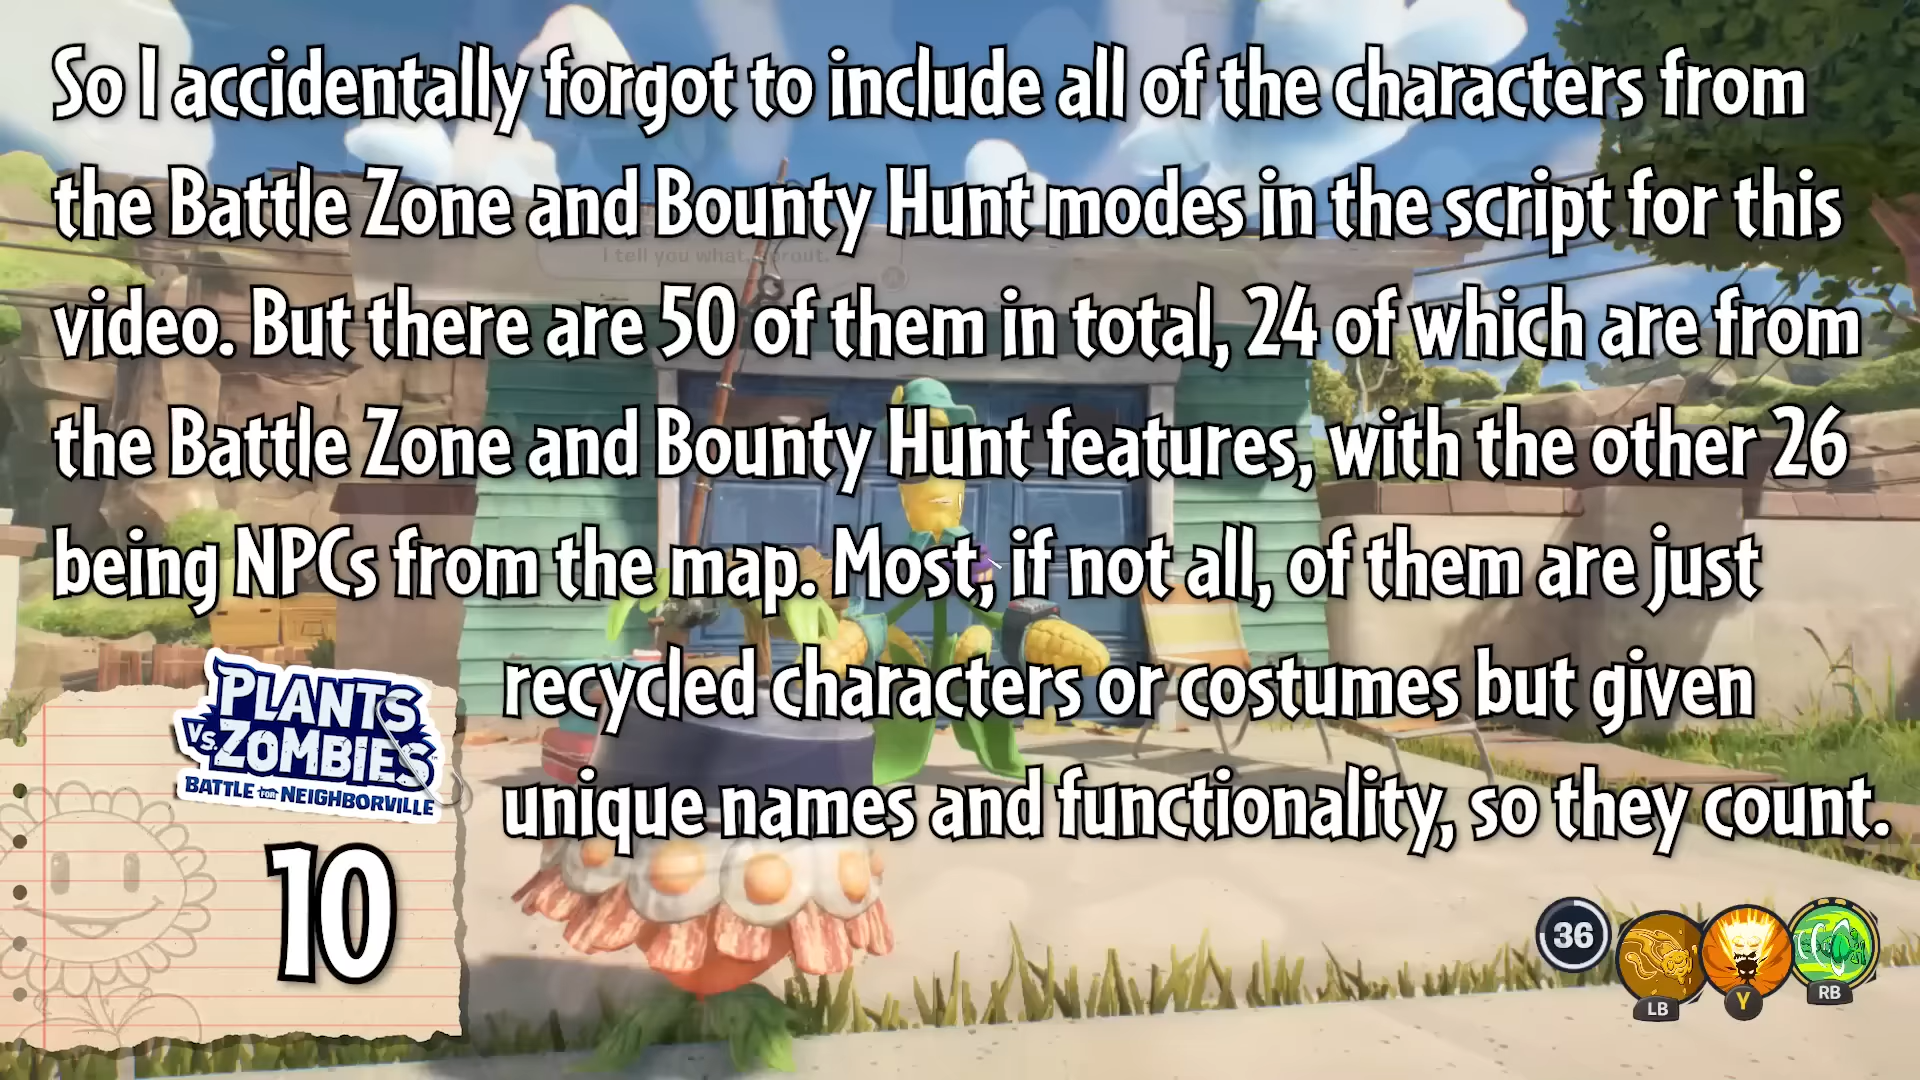 So I accidentally forgot to include all of the characters from
the Battle Zone and Bounty Hunt modes in the script for this
I tell you what, sprout.
video. But there are 50 of them in total, 24 of which are from
the Battle Zone and Bounty Hunt features, with the other 26
being NPCs from the map. Most, if not all, of them are just
recycled characters or costumes but given
unique names and functionality, so they count.
PLANTS
VS. ZOMBIES
BATTLE FOR NEIGHBORVILLE
10
36
LB
Y
RB